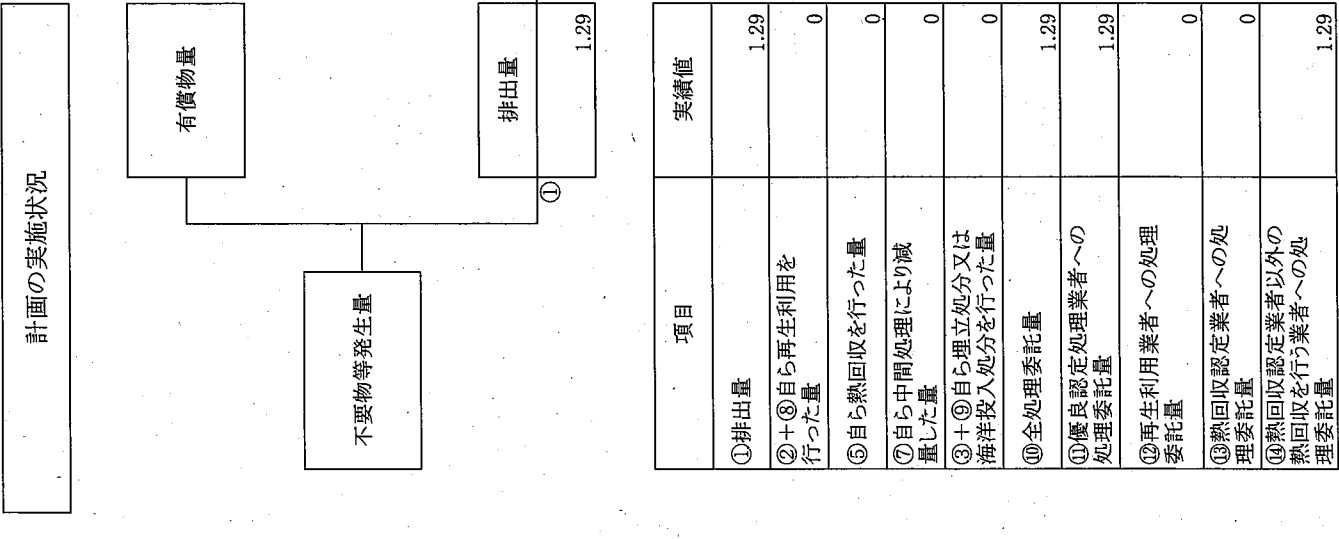 計画の実施状況
有償物量
不要物等発生量
排出量
①
1.29
項目
実績値
①排出量
1.29
②+⑧自ら再生利用を
行った量
0
⑤自ら熱回収を行った量
0
⑦自ら中間処理により減
量した量
0
③+⑨自ら埋立処分又は
海洋投入処分を行った量
0
⑩全処理委託量
1.29
⑪優良認定処理業者への
処理委託量
1.29
⑫再生利用業者への処理
委託量
0
⑬熱回収認定業者への処
理委託量
0
⑭熱回収認定業者以外の
熱回収を行う業者への処
理委託量
1.29